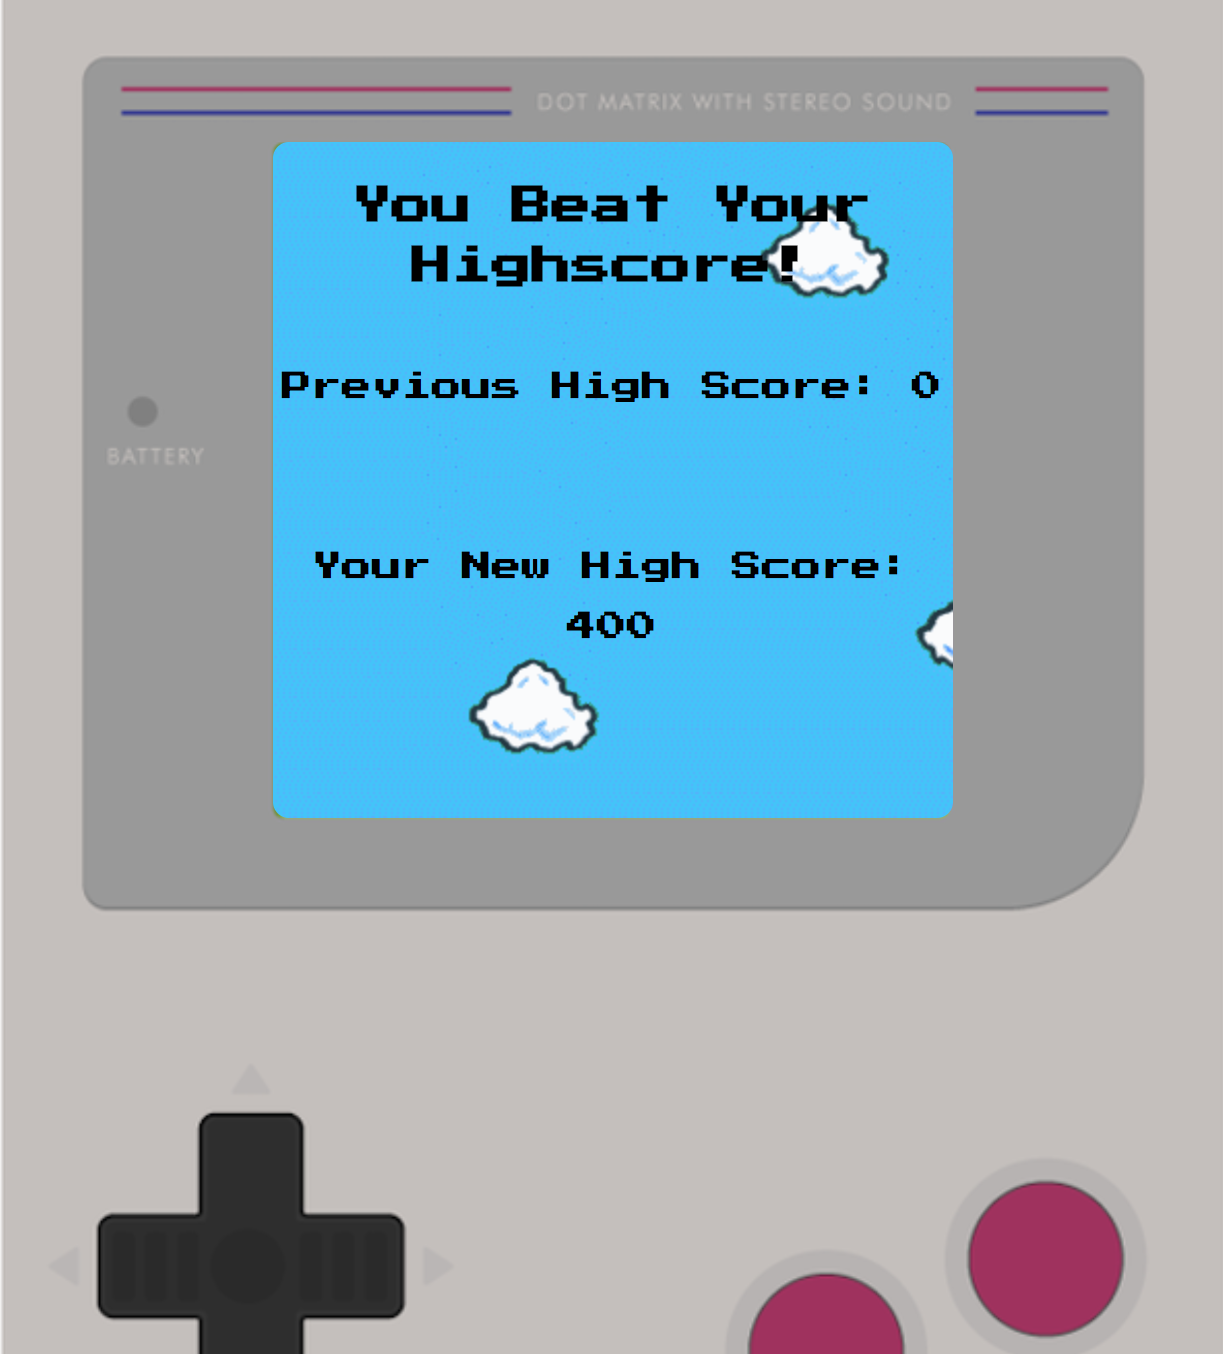 DOT MATRIX WITH STEREO SOUND
You Beat Your
Highscore!
Previous High Score: 0
BATTERY
Your New High Score:
400